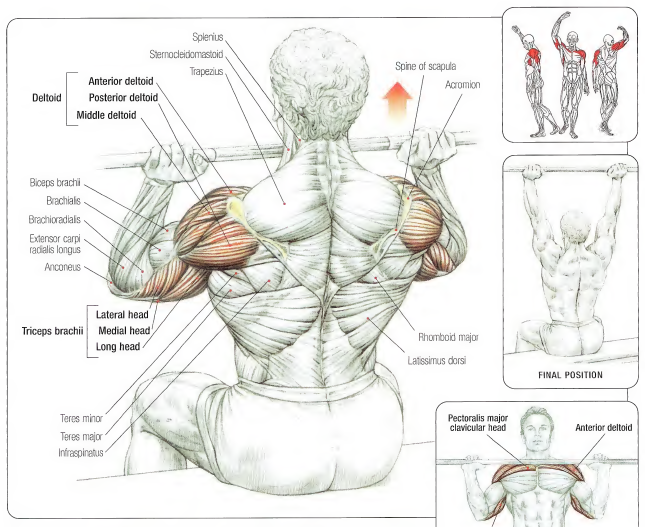 Splenius
Sternocleidomastoid
Trapezius
Spine of scapula
Acromion
Deltoid
Anterior deltoid
Posterior deltoid
Middle deltoid
Biceps brachii
Brachialis
Brachioradialis
Extensor carpi
radialis longus
Anconeus
Triceps brachii
Lateral head
Medial head
Long head
Rhomboid major
Latissimus dorsi
Teres minor
Teres major
Infraspinatus
FINAL POSITION
Pectoralis major
clavicular head
Anterior deltoid